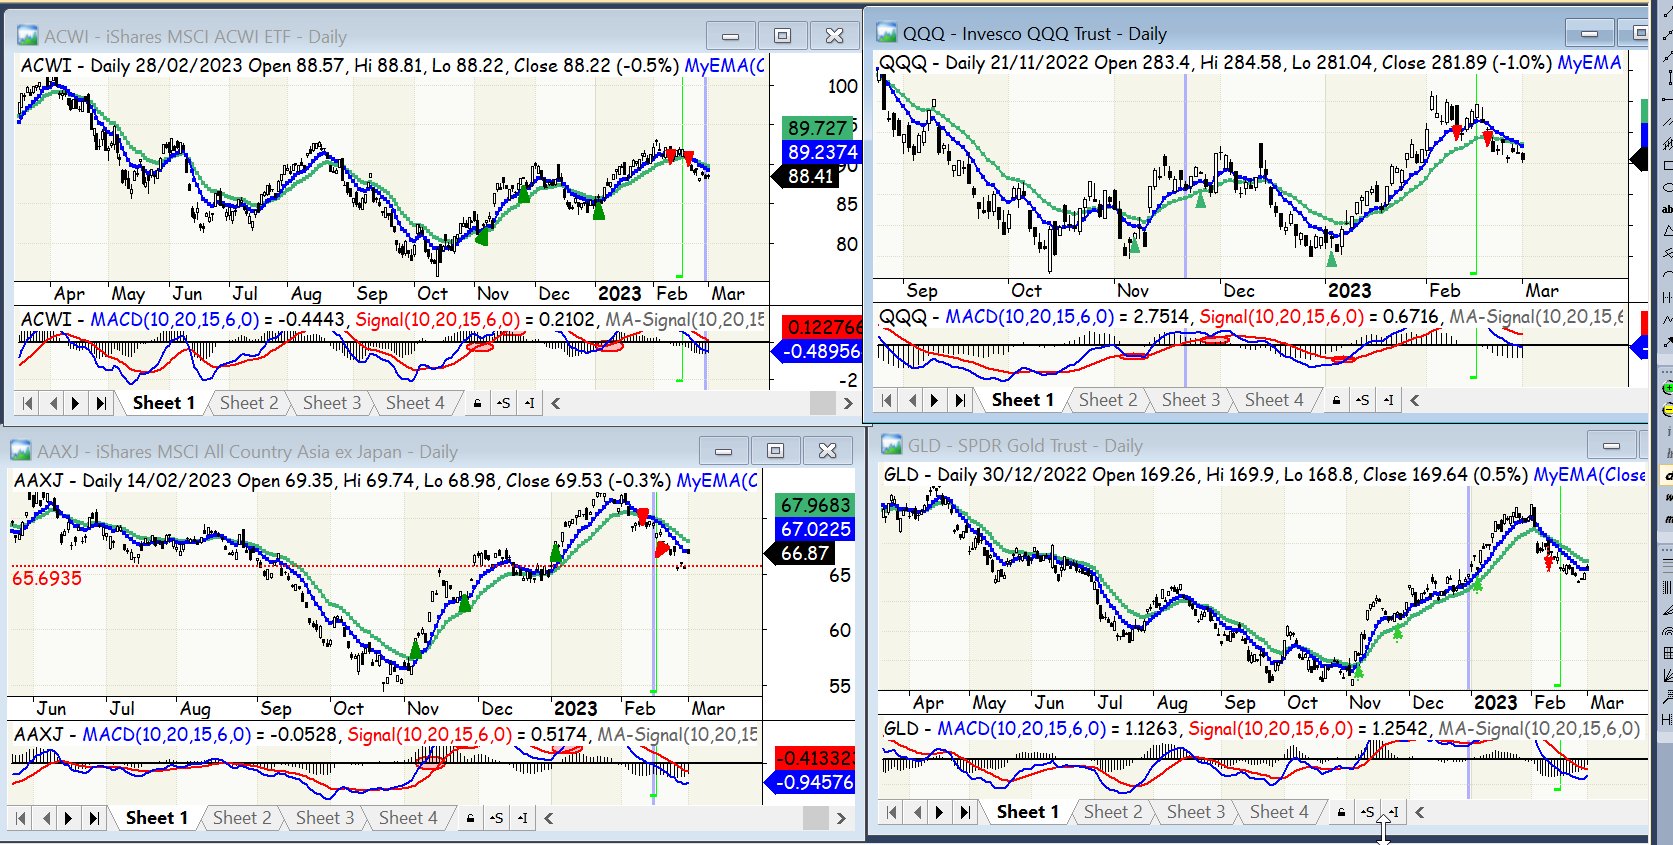 ACWI - iShares MSCI ACWI ETF - Daily
ACWI - Daily 28/02/2023 Open 88.57, Hi 88.81, Lo 88.22, Close 88.22 (-0.5%) MyEMA(C
100
89.727
89.2374
90
88.41
85
80
Apr May Jun Jul Aug Sep Oct Nov Dec 2023 Feb Mar
ACWI - MACD(10,20,15,6,0) = -0.4443, Signal(10,20,15,6,0) = 0.2102, MA-Signal(10,20,15
0.122766
-0.48956
-2
Sheet 1 Sheet 2 Sheet 3 Sheet 4 S I
QQQ - Invesco QQQ Trust - Daily
QQQ - Daily 21/11/2022 Open 283.4, Hi 284.58, Lo 281.04, Close 281.89 (-1.0%) MyEMA
Sep Oct Nov Dec 2023 Feb Mar
QQQ - MACD(10,20,15,6,0) = 2.7514, Signal(10,20,15,6,0) = 0.6716, MA-Signal(10,20,15,6
Sheet 1 Sheet 2 Sheet 3 Sheet 4 S I
AAXJ - iShares MSCI All Country Asia ex Japan - Daily
AAXJ - Daily 14/02/2023 Open 69.35, Hi 69.74, Lo 68.98, Close 69.53 (-0.3%) MyEMA(C
67.9683
67.0225
66.87
65.6935
65
60
55
Jun Jul Aug Sep Oct Nov Dec 2023 Feb Mar
AAXJ - MACD(10,20,15,6,0) = -0.0528, Signal(10,20,15,6,0) = 0.5174, MA-Signal(10,20,15
-0.41332
-0.94576
Sheet 1 Sheet 2 Sheet 3 Sheet 4 S I
GLD - SPDR Gold Trust - Daily
GLD - Daily 30/12/2022 Open 169.26, Hi 169.9, Lo 168.8, Close 169.64 (0.5%) MyEMA(Close
Apr May Jun Jul Aug Sep Oct Nov Dec 2023 Feb Mar
GLD - MACD(10,20,15,6,0) = 1.1263, Signal(10,20,15,6,0) = 1.2542, MA-Signal(10,20,15,6,0)
Sheet 1 Sheet 2 Sheet 3 Sheet 4 S I